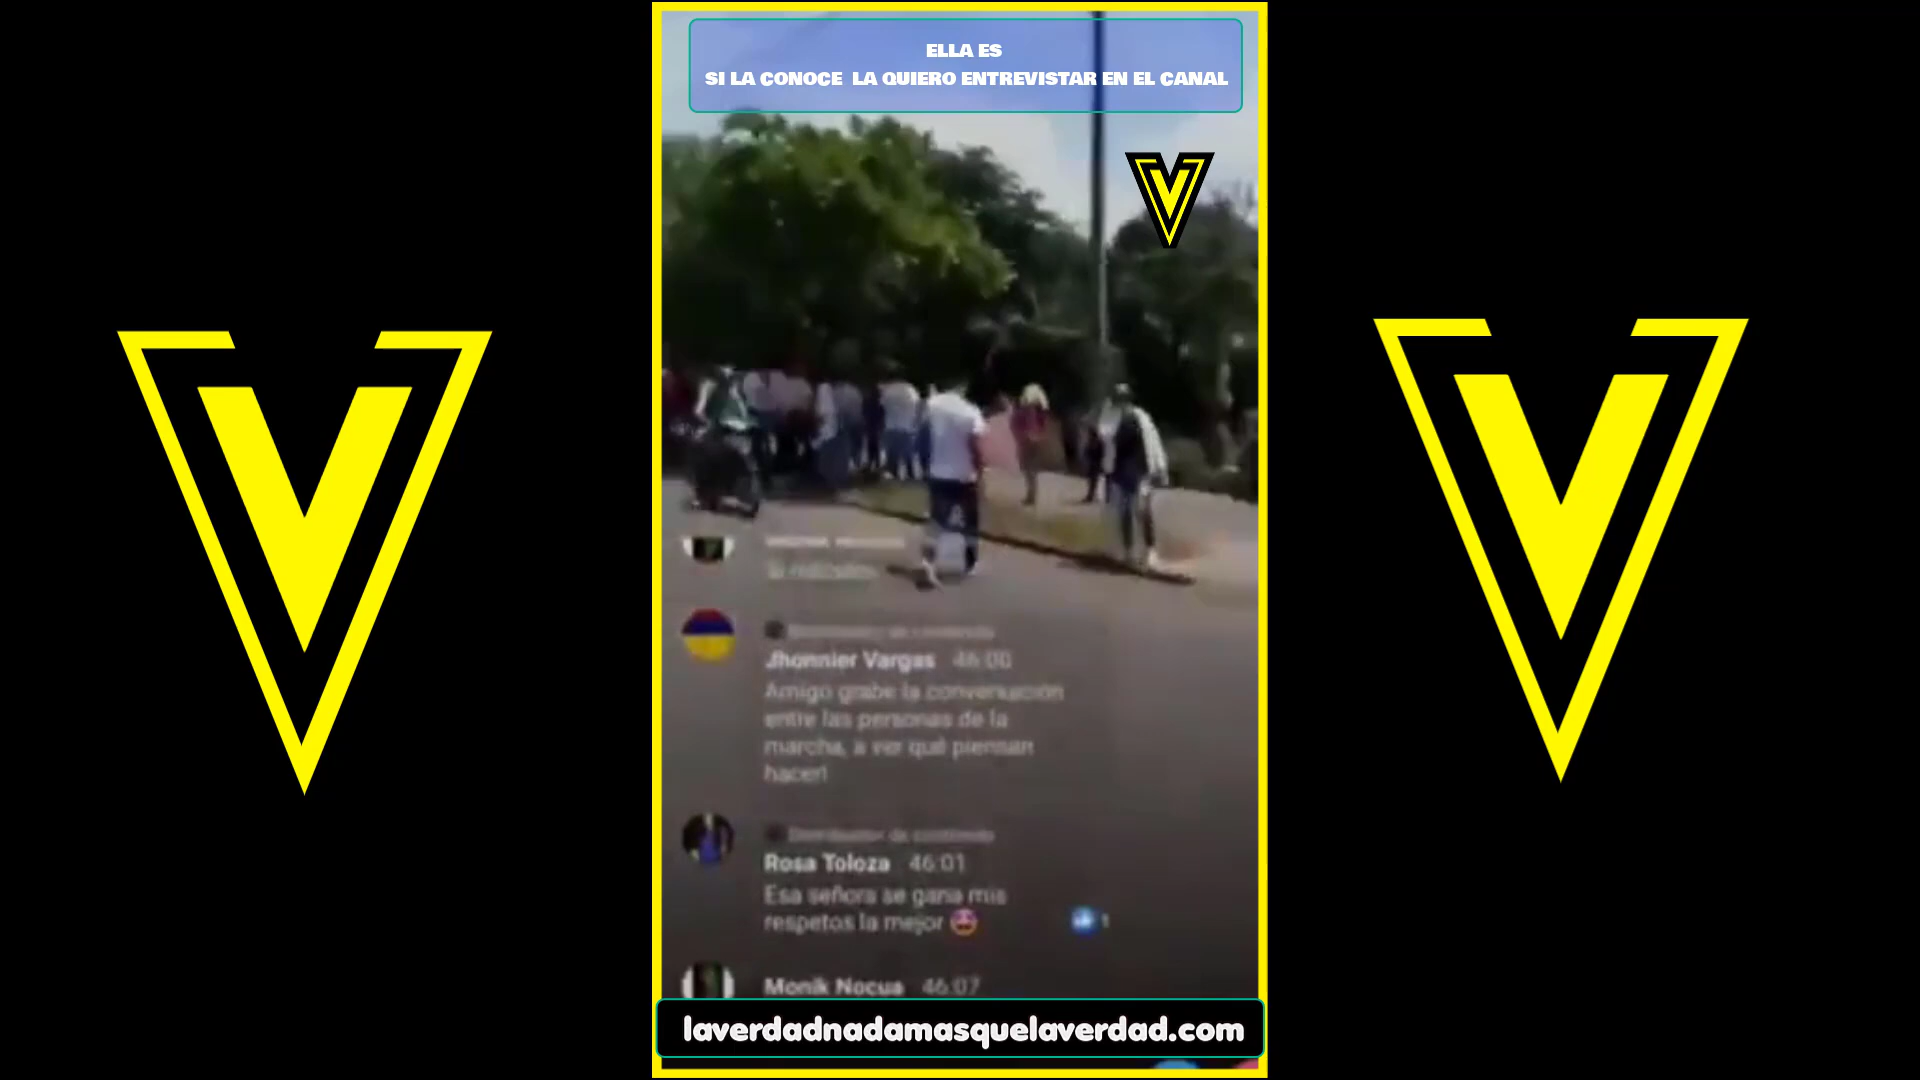 ELLA ES
SI LA CONOCE LA QUIERO ENTREVISTAR EN EL CANAL
Jhonnier Vargas 46:00
Amigo grabe la conversación
entre las personas de la
marcha, a ver qué piensan
hacer!
Rosa Toloza 46:01
Esa señora se gana mis
respetos la mejor
1
Monik Nocua 46:07
laverdadnadamasquelaverdad.com